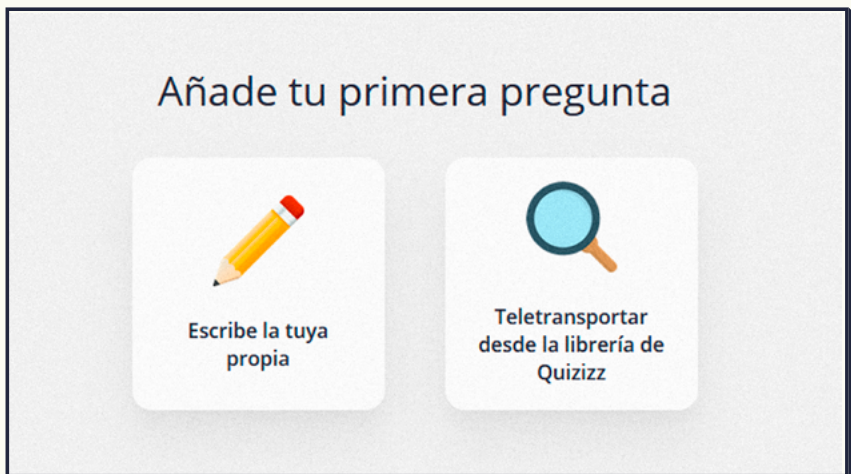 Añade tu primera pregunta
Escribe la tuya
propia
Teletransportar
desde la librería de
Quizizz